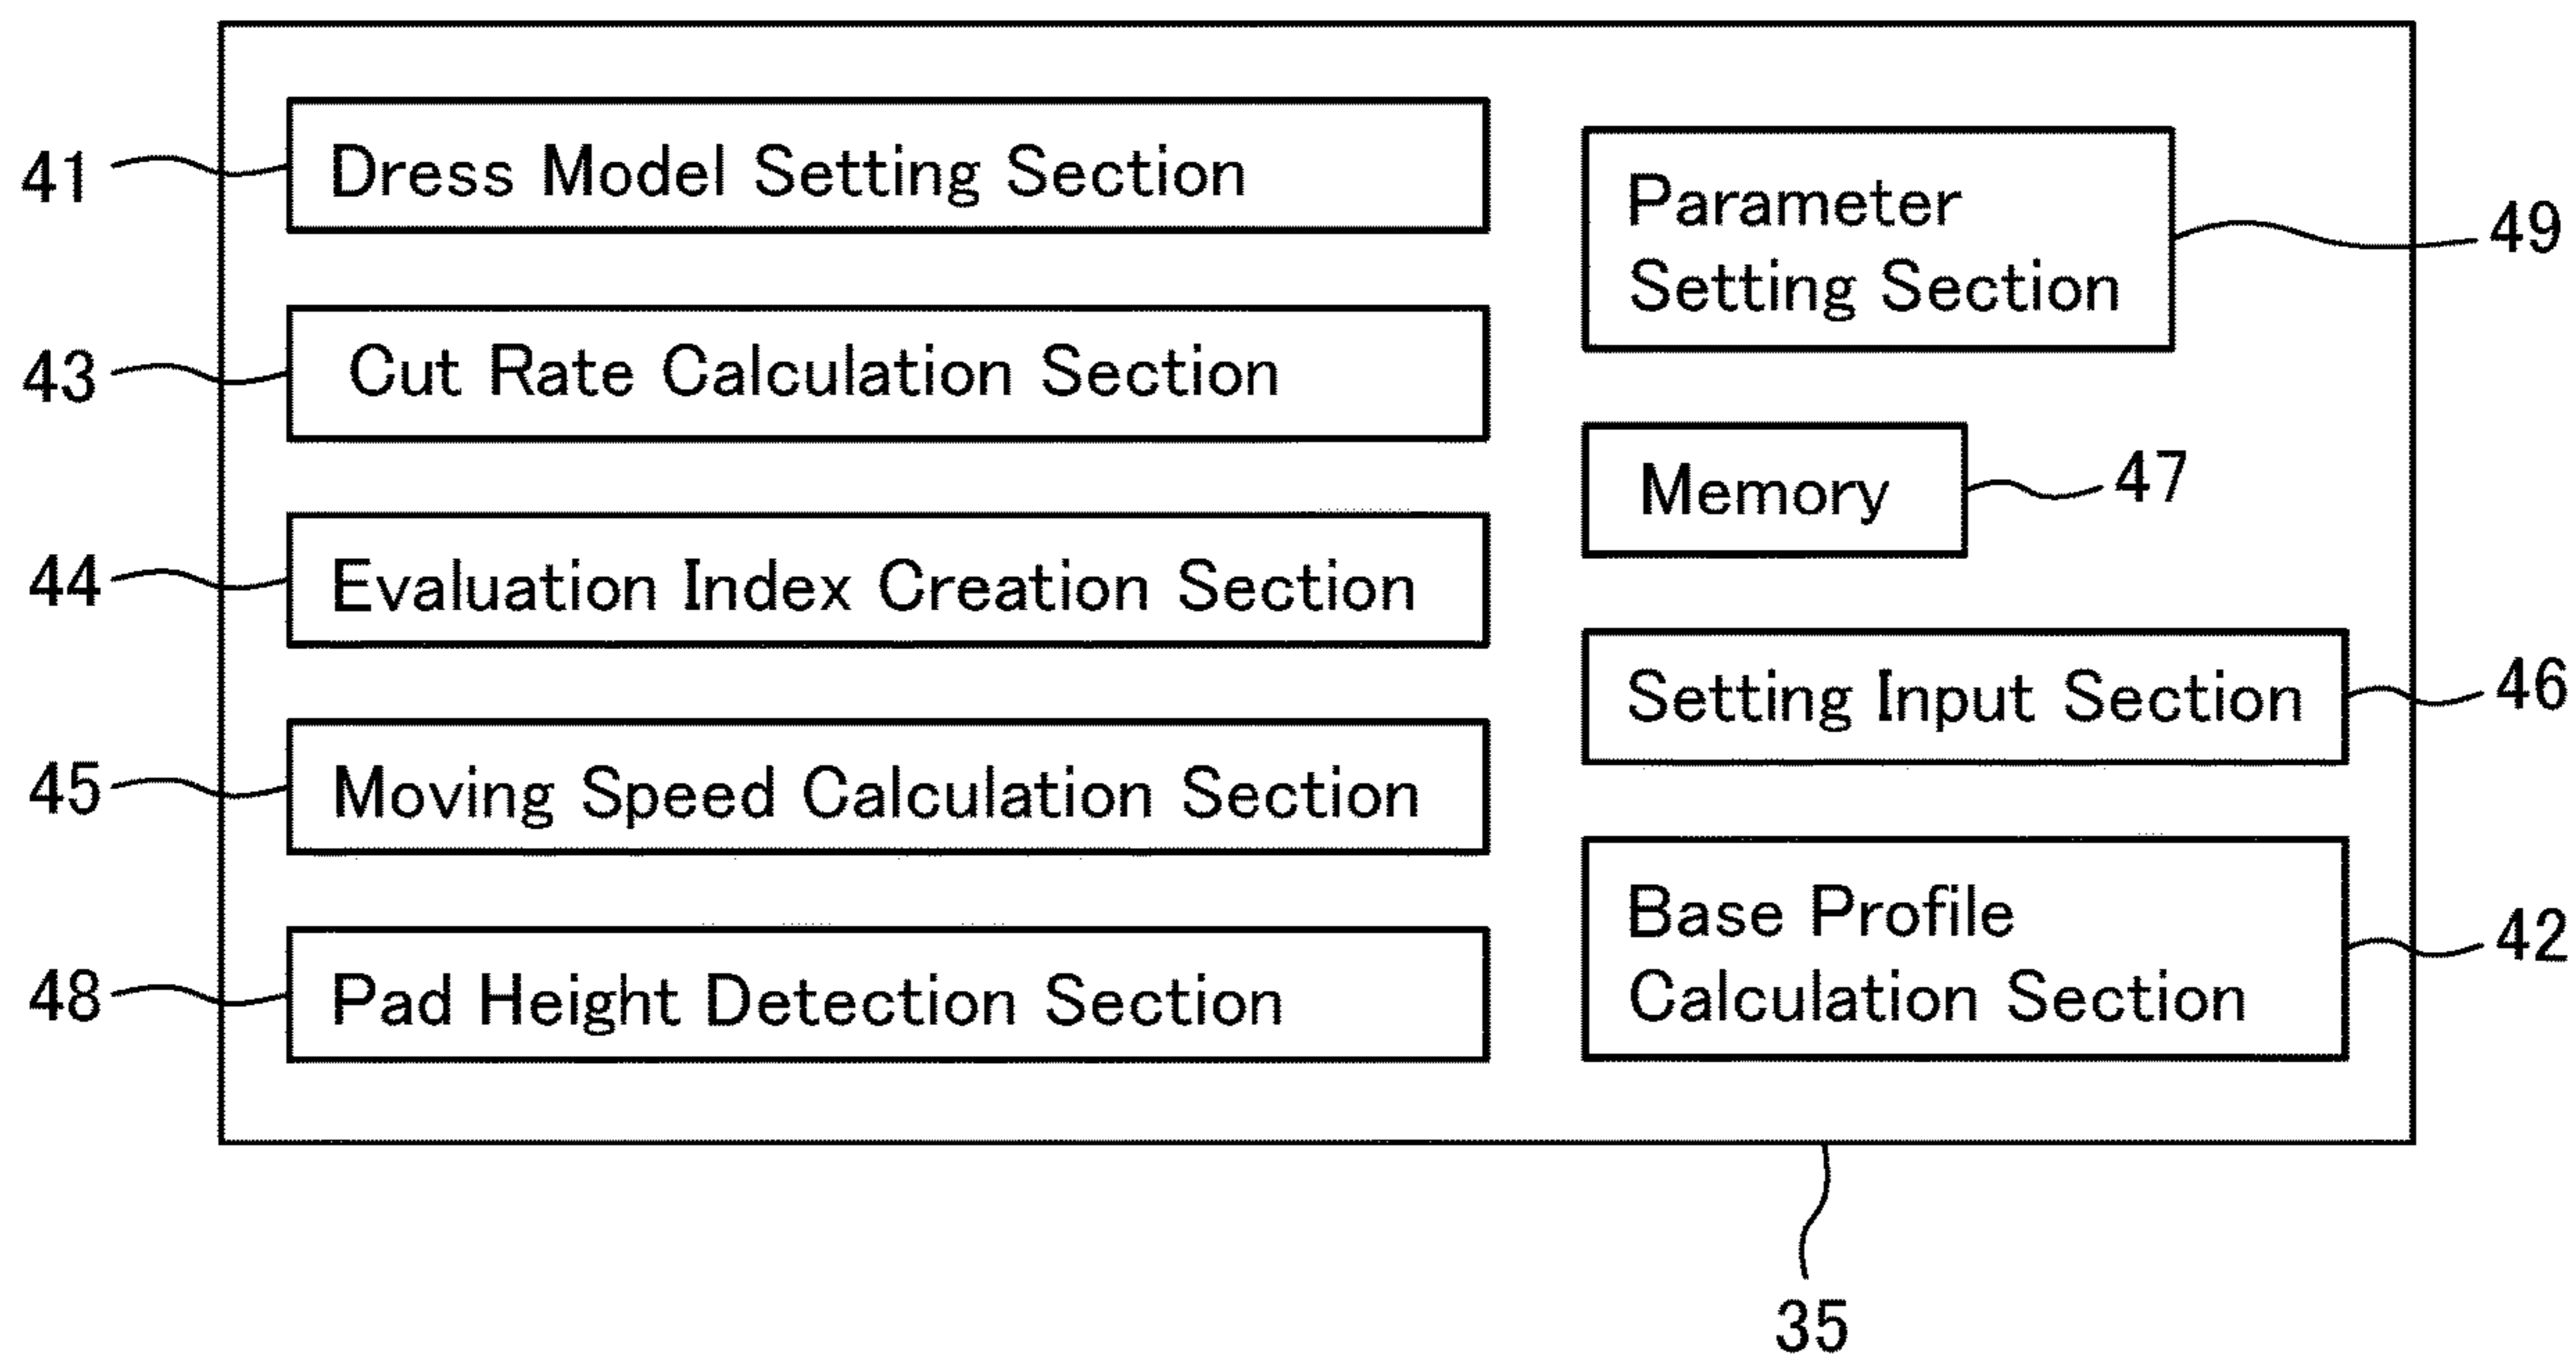 41
Dress Model Setting Section
43
Cut Rate Calculation Section
44
Evaluation Index Creation Section
45
Moving Speed Calculation Section
48
Pad Height Detection Section
Parameter
Setting Section
49
Memory
47
Setting Input Section
46
Base Profile
Calculation Section
42
35